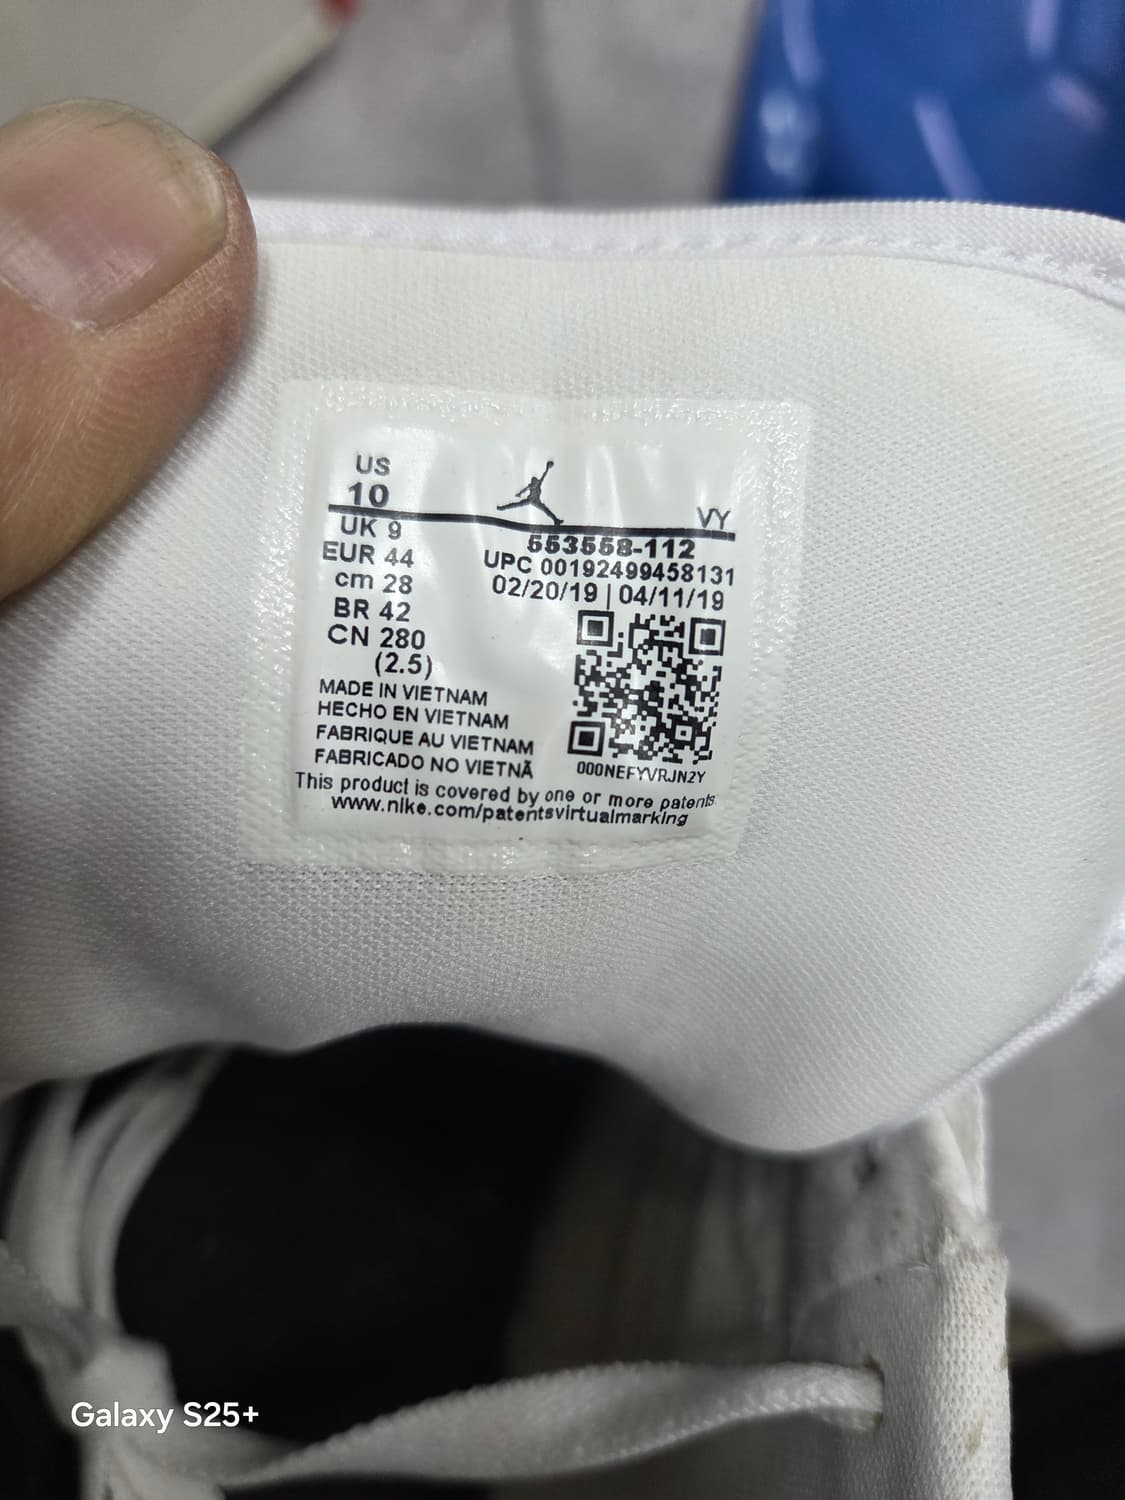 US
10
VY
UK 9
553558-112
EUR 44
UPC 00192499458131
cm 28
02/20/19 | 04/11/19
BR 42
CN 280
(2.5)
MADE IN VIETNAM
HECHO EN VIETNAM
FABRIQUE AU VIETNAM
FABRICADO NO VIETNÃ
000NEFYVRJN2Y
This product is covered by one or more patents
www.nike.com/patentsvirtualmarking
Galaxy S25+